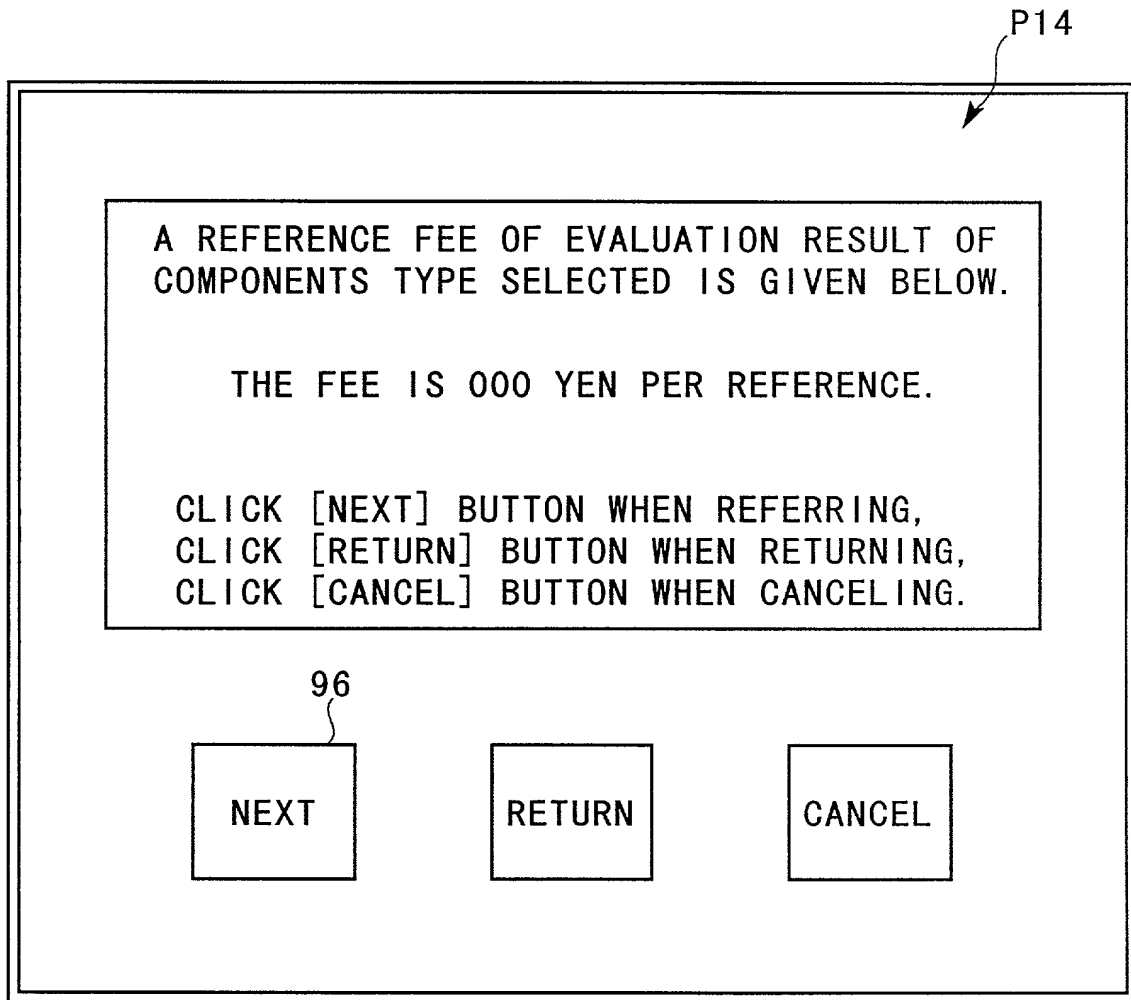 P14
A REFERENCE FEE OF EVALUATION RESULT OF
COMPONENTS TYPE SELECTED IS GIVEN BELOW.
THE FEE IS 000 YEN PER REFERENCE.
CLICK [NEXT] BUTTON WHEN REFERRING,
CLICK [RETURN] BUTTON WHEN RETURNING,
CLICK [CANCEL] BUTTON WHEN CANCELING.
96
NEXT
RETURN
CANCEL